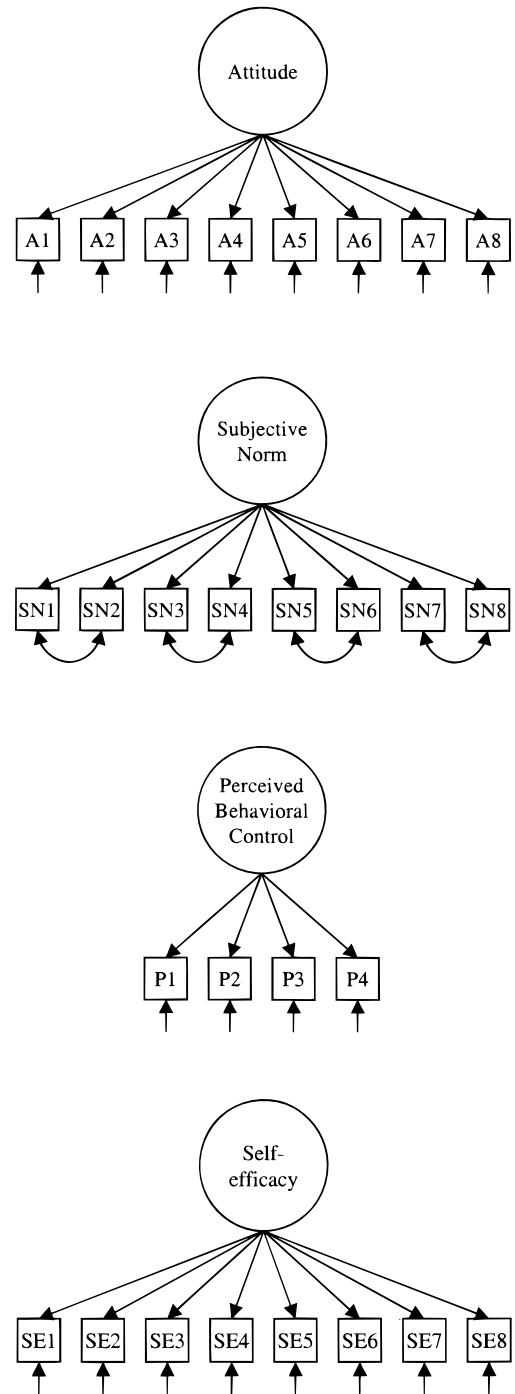 Attitude
A1 A2 A3 A4 A5 A6 A7 A8
Subjective
Norm
SN1 SN2 SN3 SN4 SN5 SN6 SN7 SN8
Perceived
Behavioral
Control
P1 P2 P3 P4
Self-
efficacy
SE1 SE2 SE3 SE4 SE5 SE6 SE7 SE8